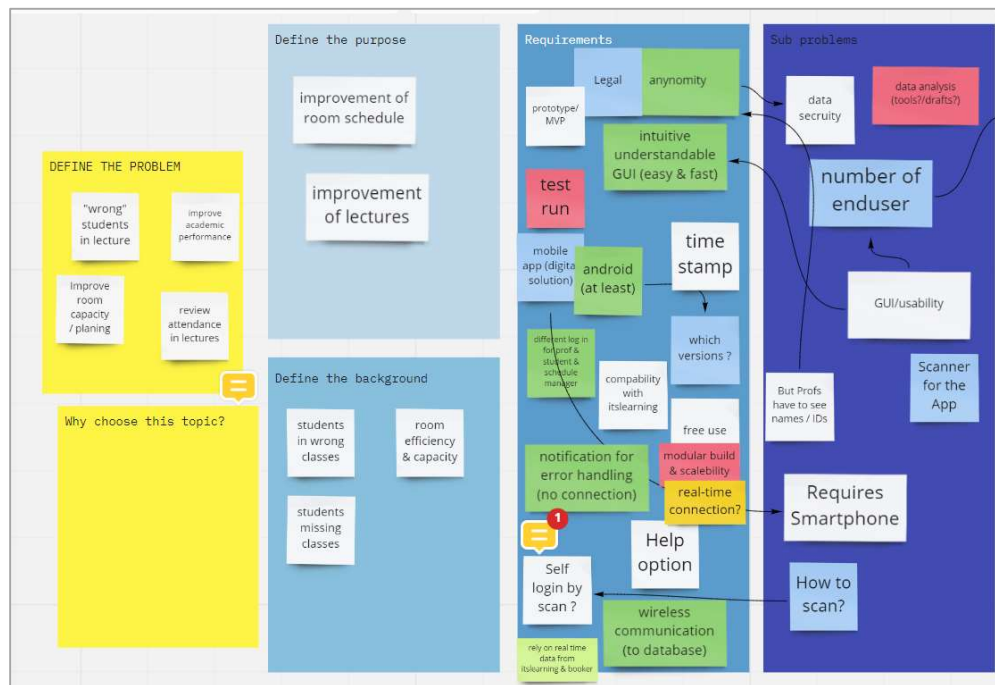 DEFINE THE PROBLEM
"wrong"
students
in lecture
improve
academic
performance
Improve
room
capacity
/ planing
review
attendance
in lectures
Why choose this topic?
Define the purpose
improvement of
room schedule
improvement
of lectures
Define the background
students
in wrong
classes
room
efficiency
& capacity
students
missing
classes
Requirements
Legal
anynomity
prototype/
MVP
intuitive
understandable
GUI (easy & fast)
test
run
time
stamp
mobile
app (digital
solution)
android
(at least)
which
versions ?
different log in
for prof &
student &
schedule
manager
compability
with
itslearning
free use
notification for
error handling
(no connection)
modular build
& scalebility
real-time
connection?
1
Help
option
Self
login by
scan ?
wireless
communication
(to database)
rely on real time
data from
itslearning & booker
Sub problems
data
secruity
data analysis
(tools?/drafts?)
number of
enduser
GUI/usability
Scanner
for the
App
But Profs
have to see
names / IDs
Requires
Smartphone
How to
scan?